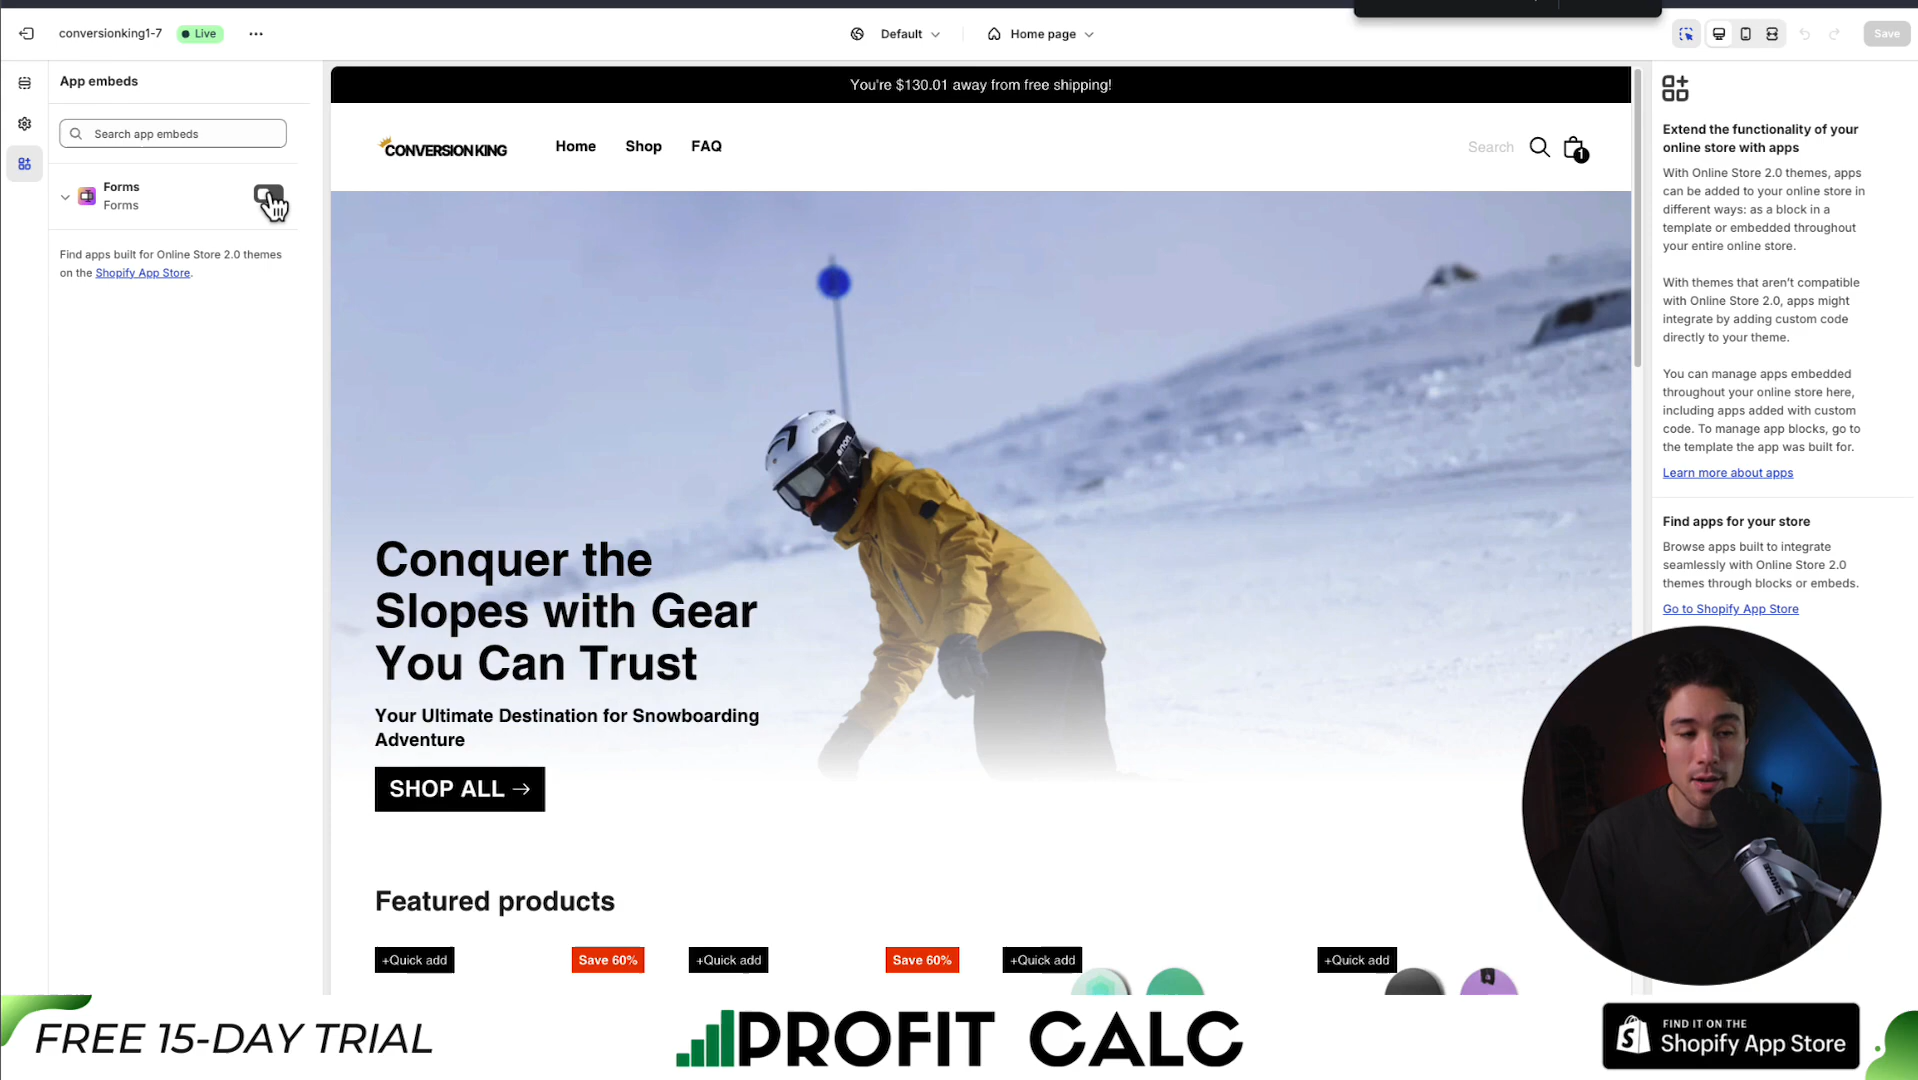 conversionking1-7
Live
Default
Home page
Save
App embeds
Search app embeds
Forms
Forms
Find apps built for Online Store 2.0 themes
on the Shopify App Store.
You're $130.01 away from free shipping!
CONVERSION KING
Home
Shop
FAQ
Search
1
Conquer the
Slopes with Gear
You Can Trust
Your Ultimate Destination for Snowboarding
Adventure
SHOP ALL →
Featured products
+Quick add
Save 60%
+Quick add
Save 60%
+Quick add
+Quick add
Extend the functionality of your
online store with apps
With Online Store 2.0 themes, apps
can be added to your online store in
different ways: as a block in a
template or embedded throughout
your entire online store.
With themes that aren't compatible
with Online Store 2.0, apps might
integrate by adding custom code
directly to your theme.
You can manage apps embedded
throughout your online store here,
including apps added with custom
code. To manage app blocks, go to
the template the app was built for.
Learn more about apps
Find apps for your store
Browse apps built to integrate
seamlessly with Online Store 2.0
themes through blocks or embeds.
Go to Shopify App Store
anon
SHURE
FREE 15-DAY TRIAL
PROFIT CALC
FIND IT ON THE
Shopify App Store